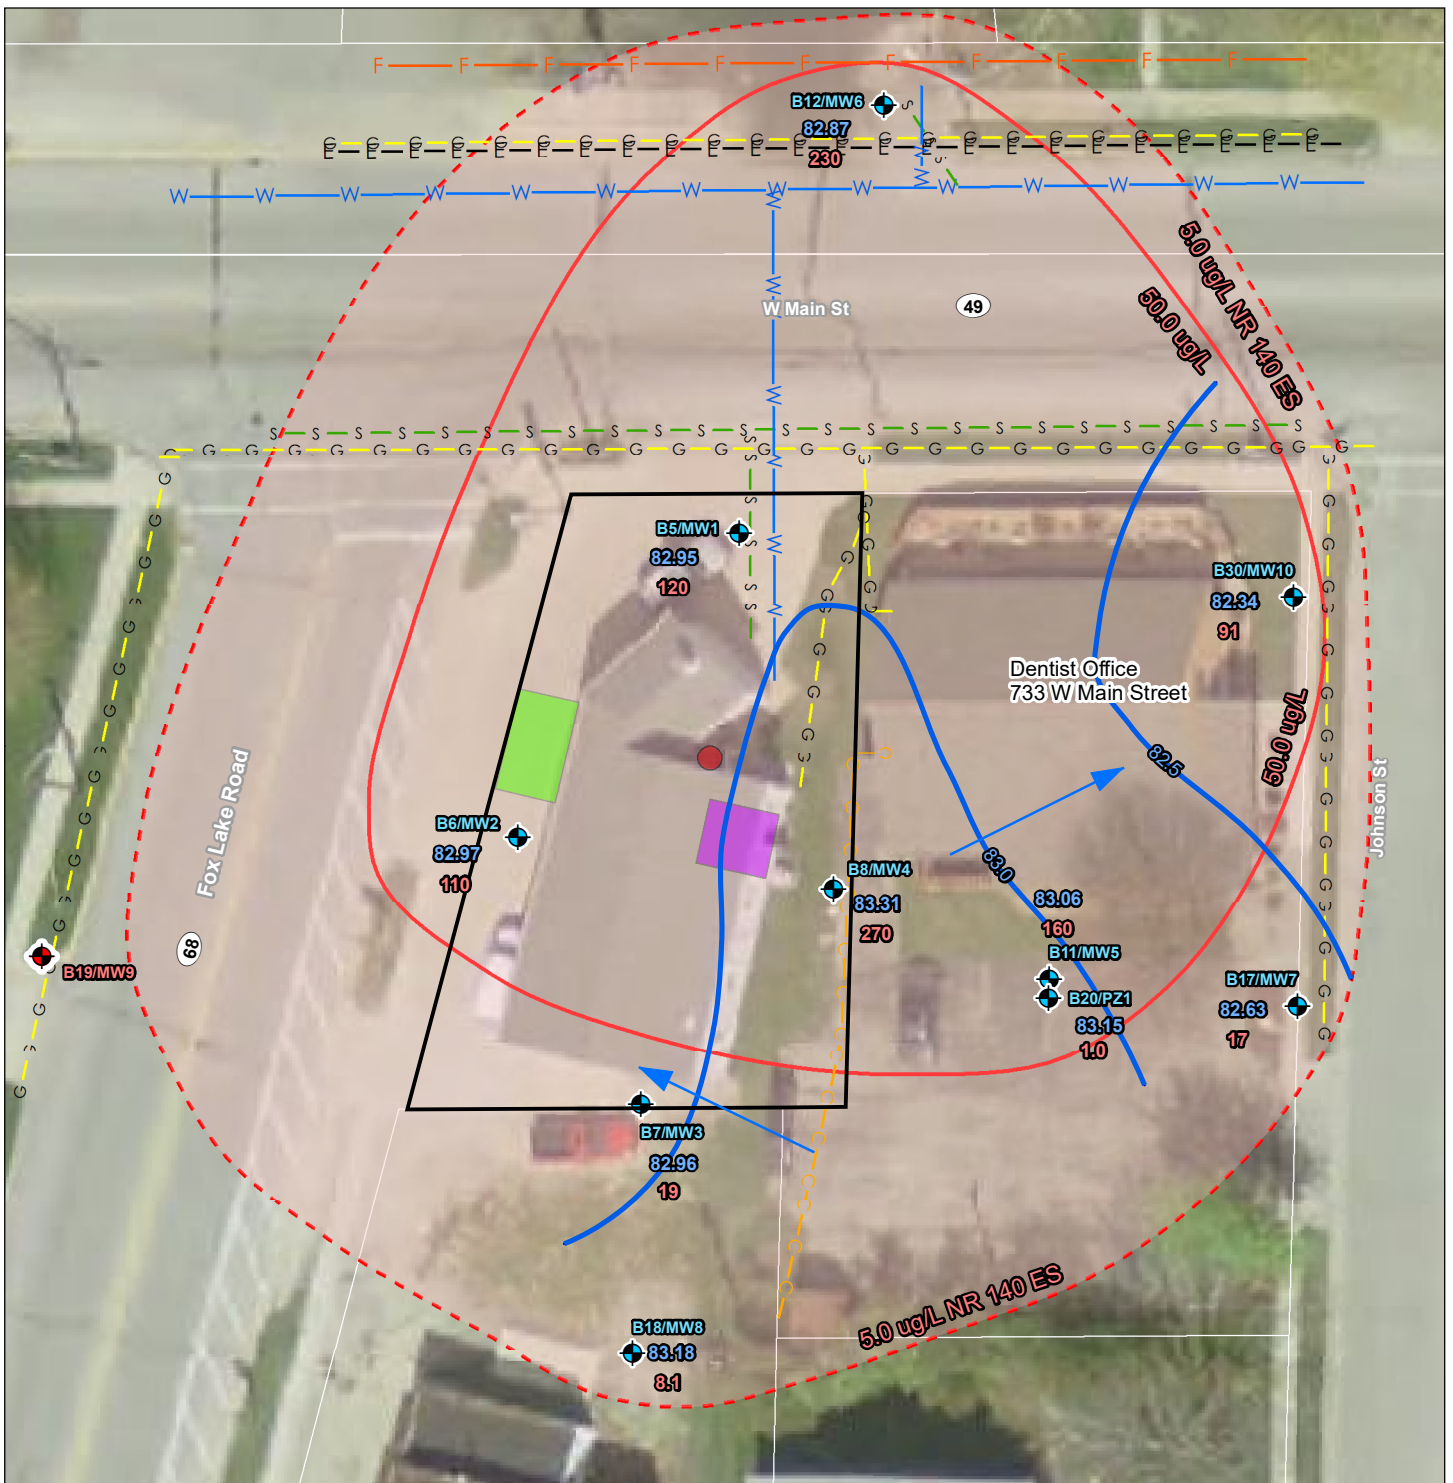 F F F F F F F F F F F
B12/MW6
82.87
230
W W W W W W W W W W W W W W
5.0 ug/L NR 140 ES
50.0 ug/L
W Main St
49
S S S S S S S S S S S S S S S S S S S S S S S S S
B5/MW1
82.95
120
B30/MW10
82.34
91
Dentist Office
733 W Main Street
50.0 ug/L
82.5
Johnson St
Fox Lake Road
68
B6/MW2
82.97
110
83.0
B8/MW4
83.31
270
83.06
160
B11/MW5
B20/PZ1
83.15
1.0
B17/MW7
82.63
17
B19/MW9
B7/MW3
82.96
19
5.0 ug/L NR 140 ES
B18/MW8
83.18
8.1